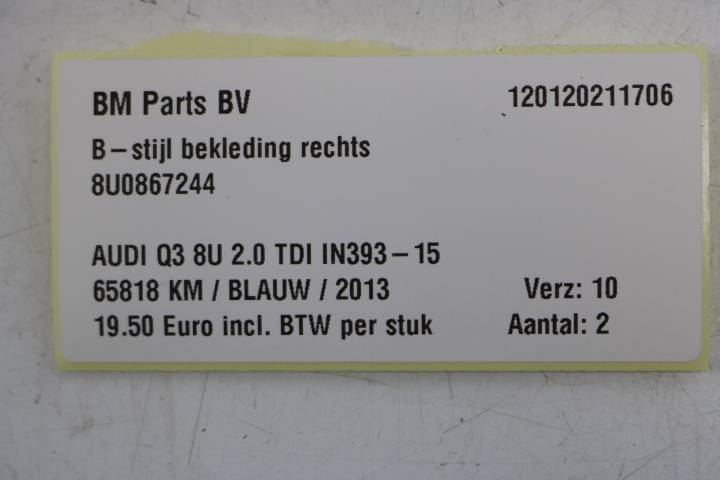 BM Parts BV 120120211706
B-stijl bekleding rechts
8U0867244
AUDI Q3 8U 2.0 TDI IN393-15
65818 KM / BLAUW / 2013 Verz: 10
19.50 Euro incl. BTW per stuk Aantal: 2